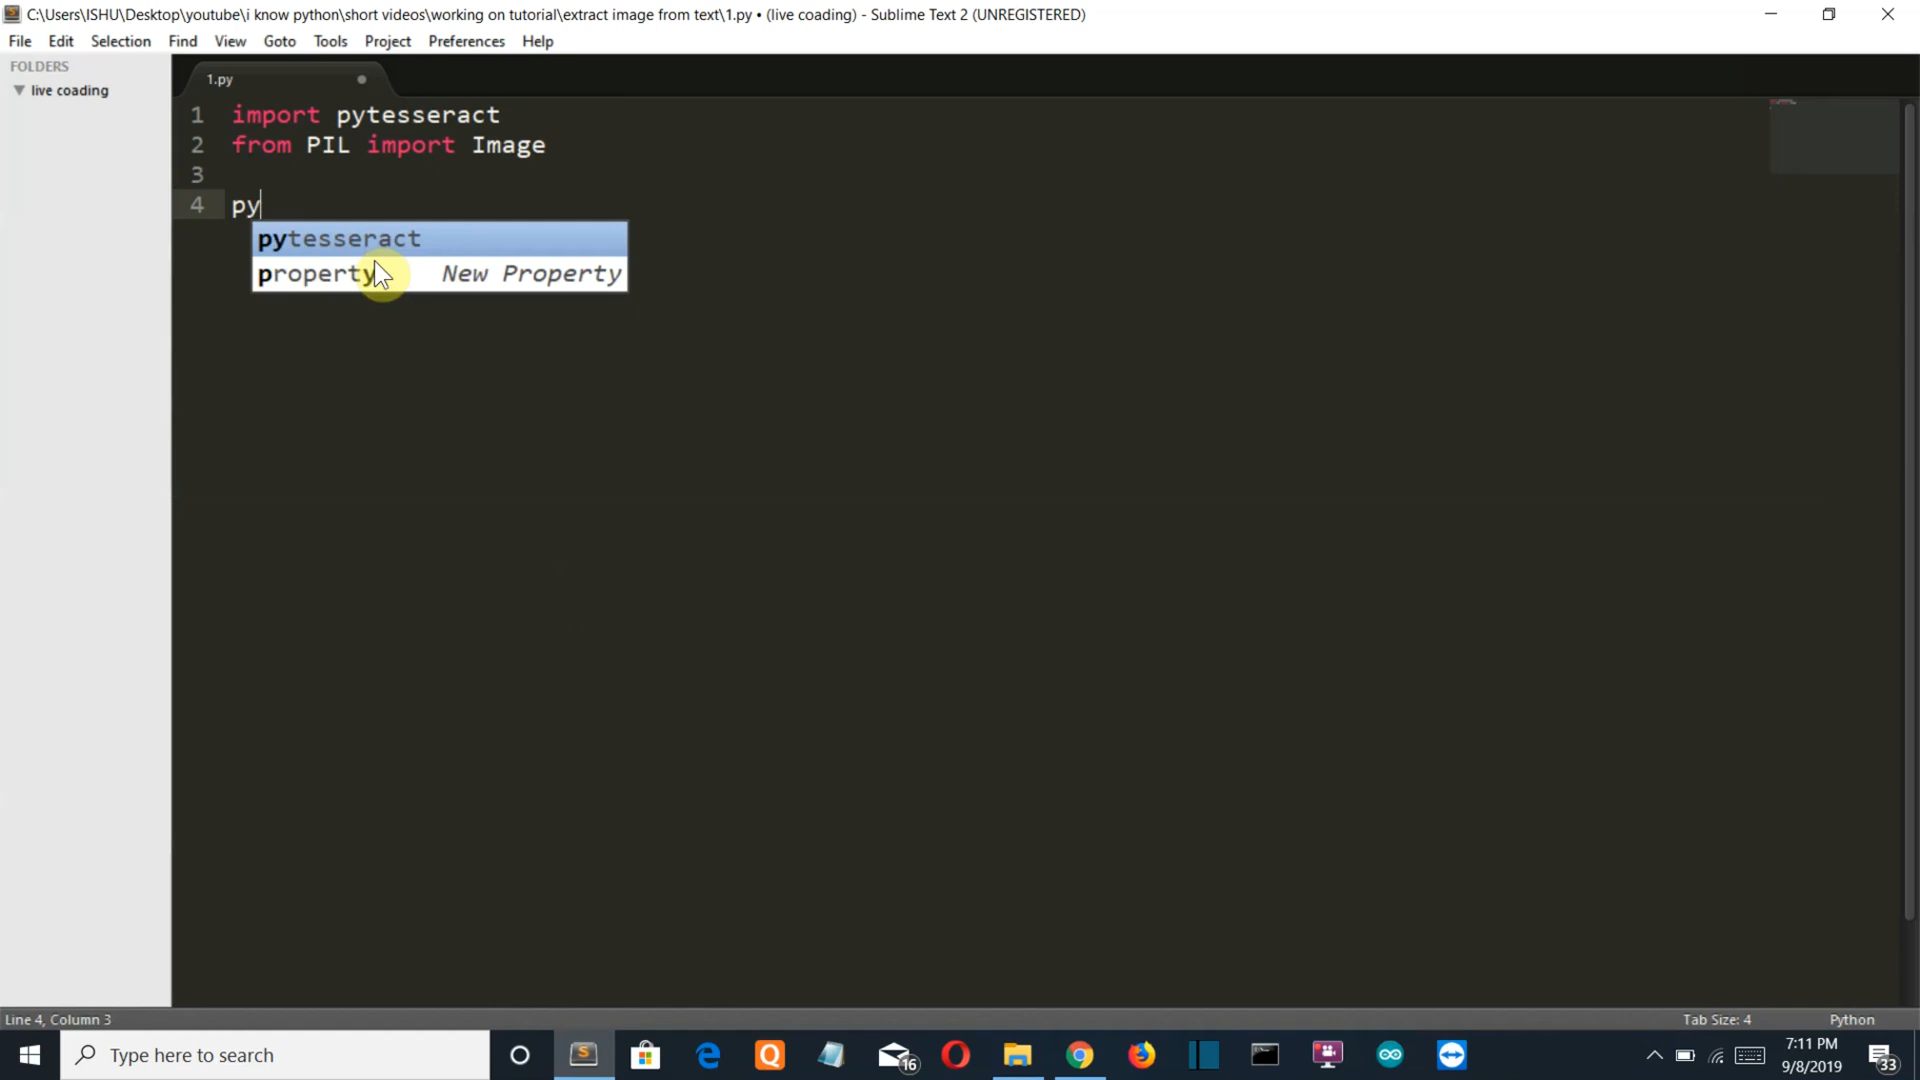 C:\Users\ISHU\Desktop\youtube\i know python\short videos\working on tutorial\extract image from text\1.py • (live coading) - Sublime Text 2 (UNREGISTERED)
File Edit Selection Find View Goto Tools Project Preferences Help
FOLDERS
live coading
1.py
1 import pytesseract
2 from PIL import Image
3
4 py
pytesseract
property New Property
Line 4, Column 3
Tab Size: 4 Python
Type here to search
16
7:11 PM
9/8/2019
33